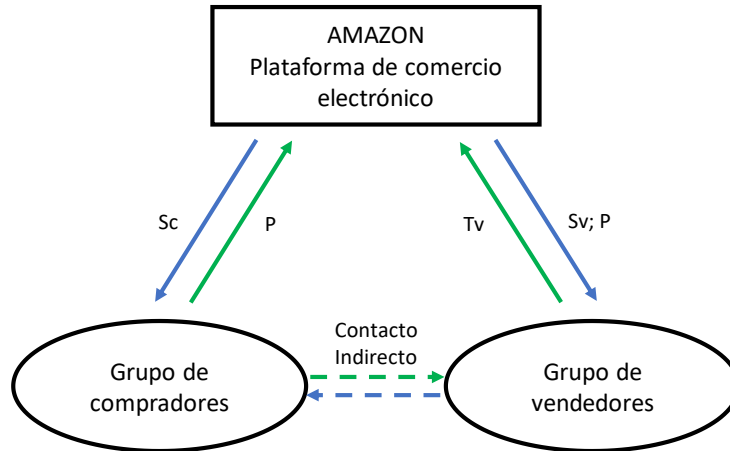 AMAZON
Plataforma de comercio
electrónico
Sc
P
Tv
Sv; P
Contacto
Indirecto
Grupo de
compradores
Grupo de
vendedores